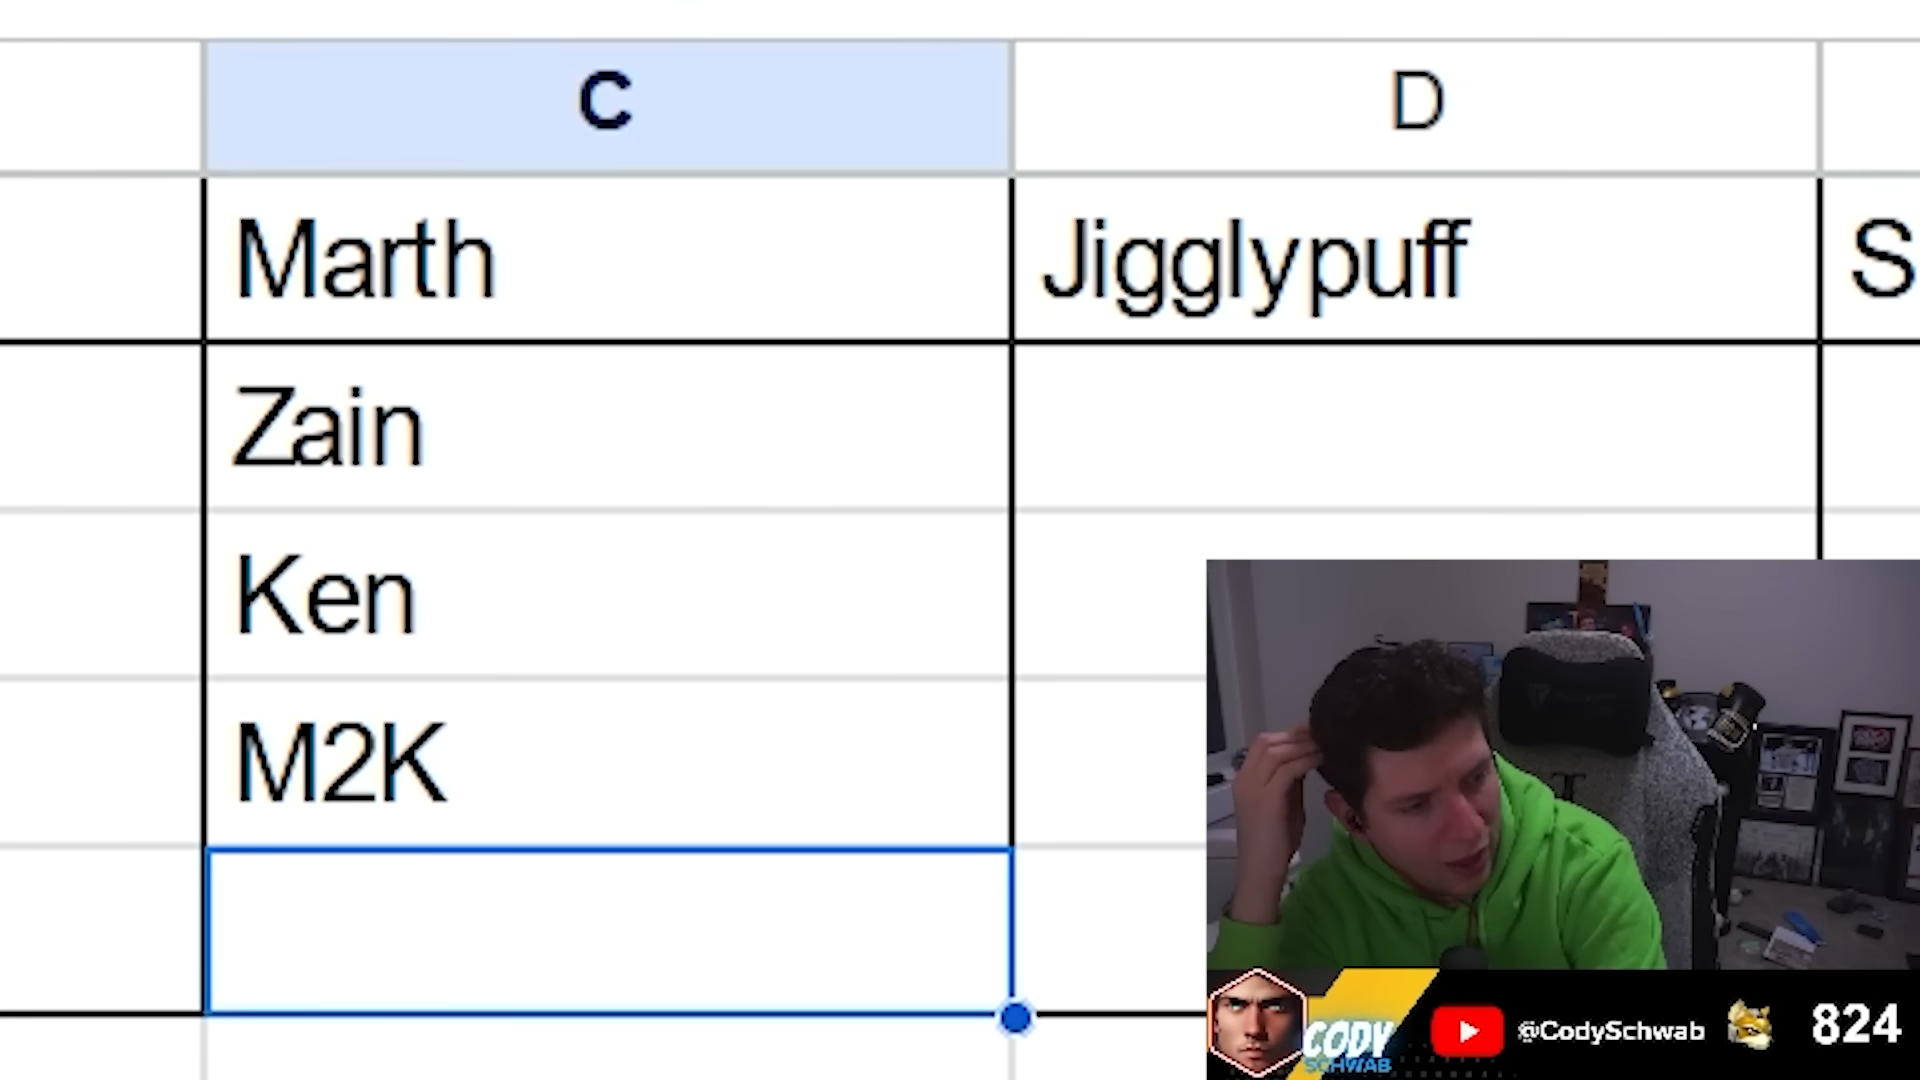 C D
Marth Jigglypuff S
Zain
Ken
M2K
CODY
SCHWAB
@CodySchwab 824